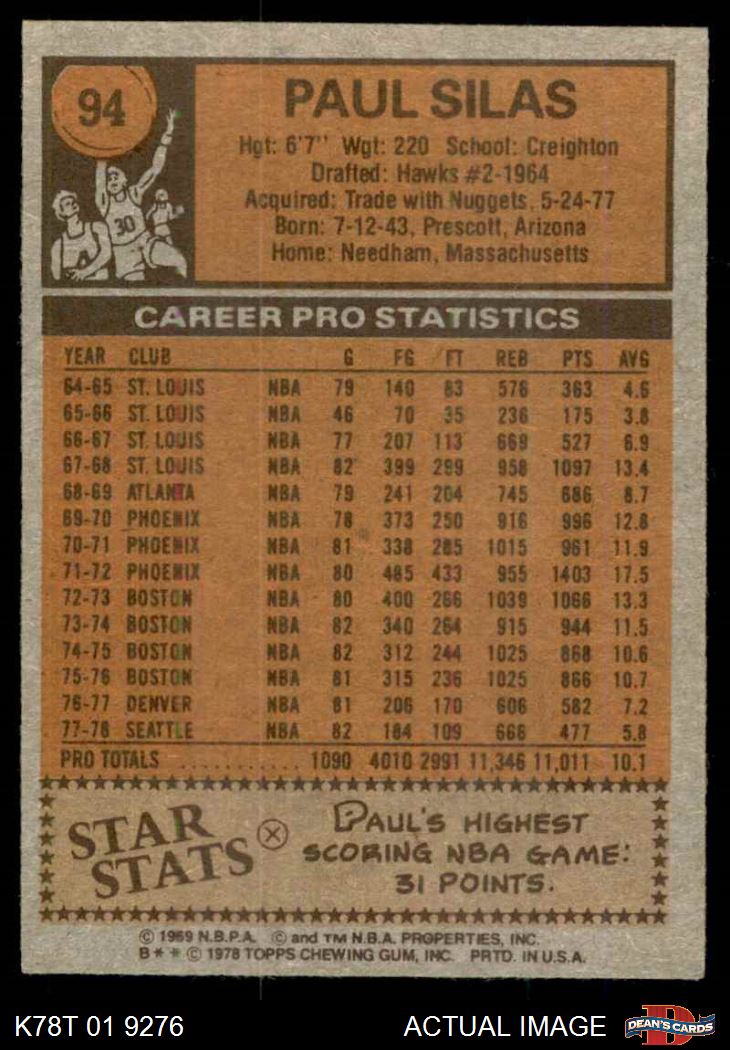 94
PAUL SILAS
Hgt: 6'7" Wgt: 220 School: Creighton
Drafted: Hawks #2-1964
Acquired: Trade with Nuggets, 5-24-77
Born: 7-12-43, Prescott, Arizona
Home: Needham, Massachusetts
30
4
CAREER PRO STATISTICS
YEAR CLUB G FG FT REB PTS AVG
64-65 ST. LOUIS NBA 79 140 83 576 363 4.6
65-66 ST. LOUIS NBA 46 70 35 236 175 3.8
66-67 ST. LOUIS NBA 77 207 113 669 527 6.9
67-68 ST. LOUIS NBA 82 399 299 958 1097 13.4
68-69 ATLANTA NBA 79 241 204 745 686 8.7
69-70 PHOENIX NBA 78 373 250 916 996 12.8
70-71 PHOENIX NBA 81 338 285 1015 961 11.9
71-72 PHOENIX NBA 80 485 433 955 1403 17.5
72-73 BOSTON NBA 80 400 266 1039 1066 13.3
73-74 BOSTON NBA 82 340 264 915 944 11.5
74-75 BOSTON NBA 82 312 244 1025 868 10.6
75-76 BOSTON NBA 81 315 236 1025 866 10.7
76-77 DENVER NBA 81 206 170 606 582 7.2
77-78 SEATTLE NBA 82 184 109 666 477 5.8
PRO TOTALS ........... 1090 4010 2991 11,346 11,011 10.1
STAR
STATS
PAUL'S HIGHEST
SCORING NBA GAME:
31 POINTS.
© 1969 N.B.P.A. © and TM N.B.A. PROPERTIES, INC.
B** © 1978 TOPPS CHEWING GUM, INC. PRTD. IN U.S.A.
K78T 01 9276
ACTUAL IMAGE
D
DEAN'S CARDS